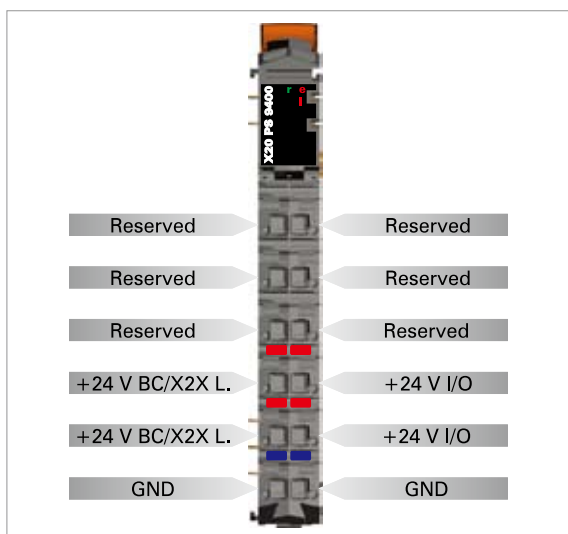 X20 PS 9400
r e
l
Reserved Reserved
Reserved Reserved
Reserved Reserved
+24 V BC/X2X L. +24 V I/O
+24 V BC/X2X L. +24 V I/O
GND GND